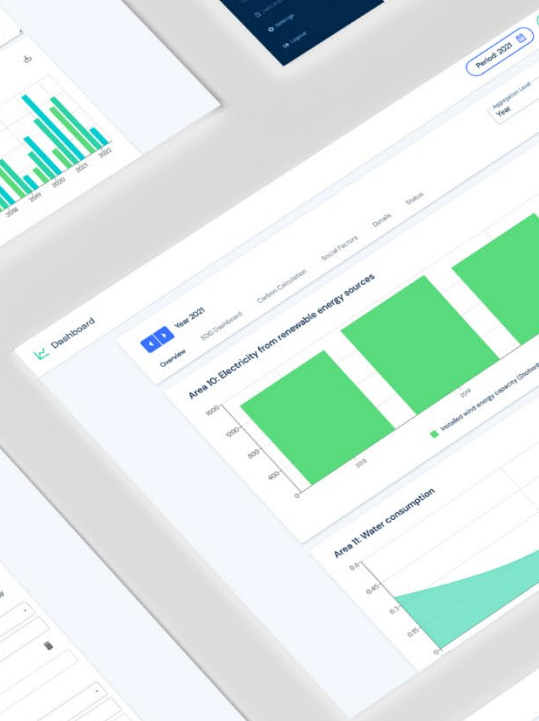 Settings
Logout
Period: 2021
Aggregation Level
Year
2018
2019
2020
2021
2022
Dashboard
Year 2021
Overview
SDG Dashboard
Carbon Calculation
Social Factors
Details
Status
Area 10: Electricity from renewable energy sources
1600
1200
800
400
0
2018
2019
Installed wind energy capacity
Area 11: Water consumption
0.6
0.45
0.3
0.15
0